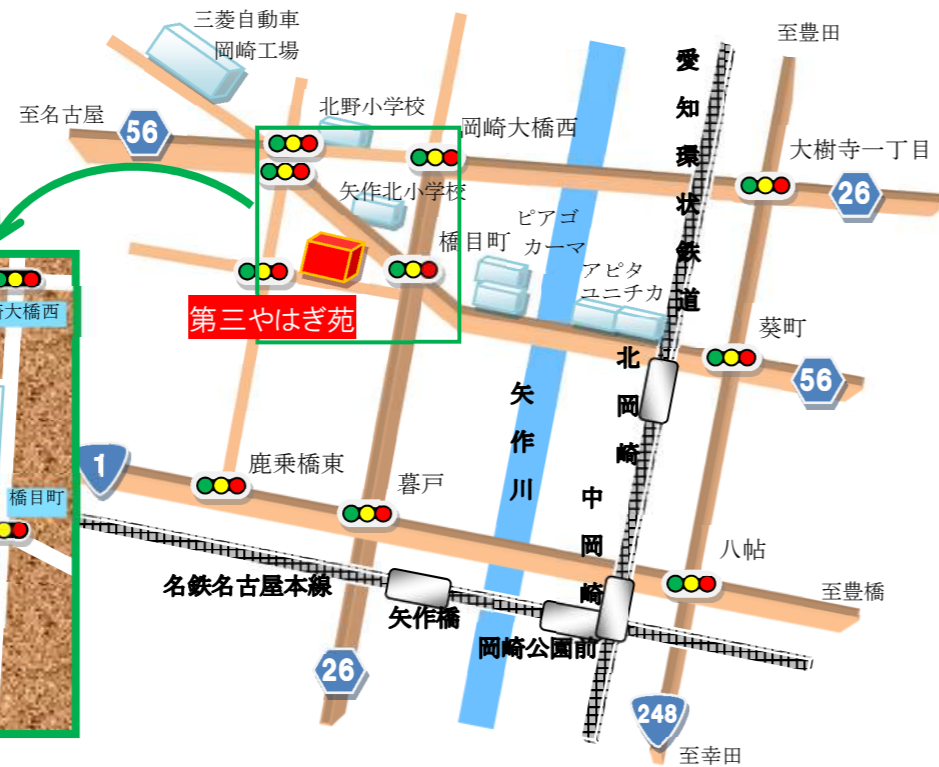 三菱自動車
岡崎工場
至豊田
愛知環状鉄道
至名古屋
56
北野小学校
岡崎大橋西
大樹寺一丁目
26
矢作北小学校
ピアゴ
カーマ
橋目町
アピタ
ユニチカ
第三やはぎ苑
大橋西
葵町
北岡崎
56
矢作川
1
鹿乗橋東
暮戸
橋目町
中岡崎
八帖
名鉄名古屋本線
矢作橋
至豊橋
岡崎公園前
26
248
至幸田